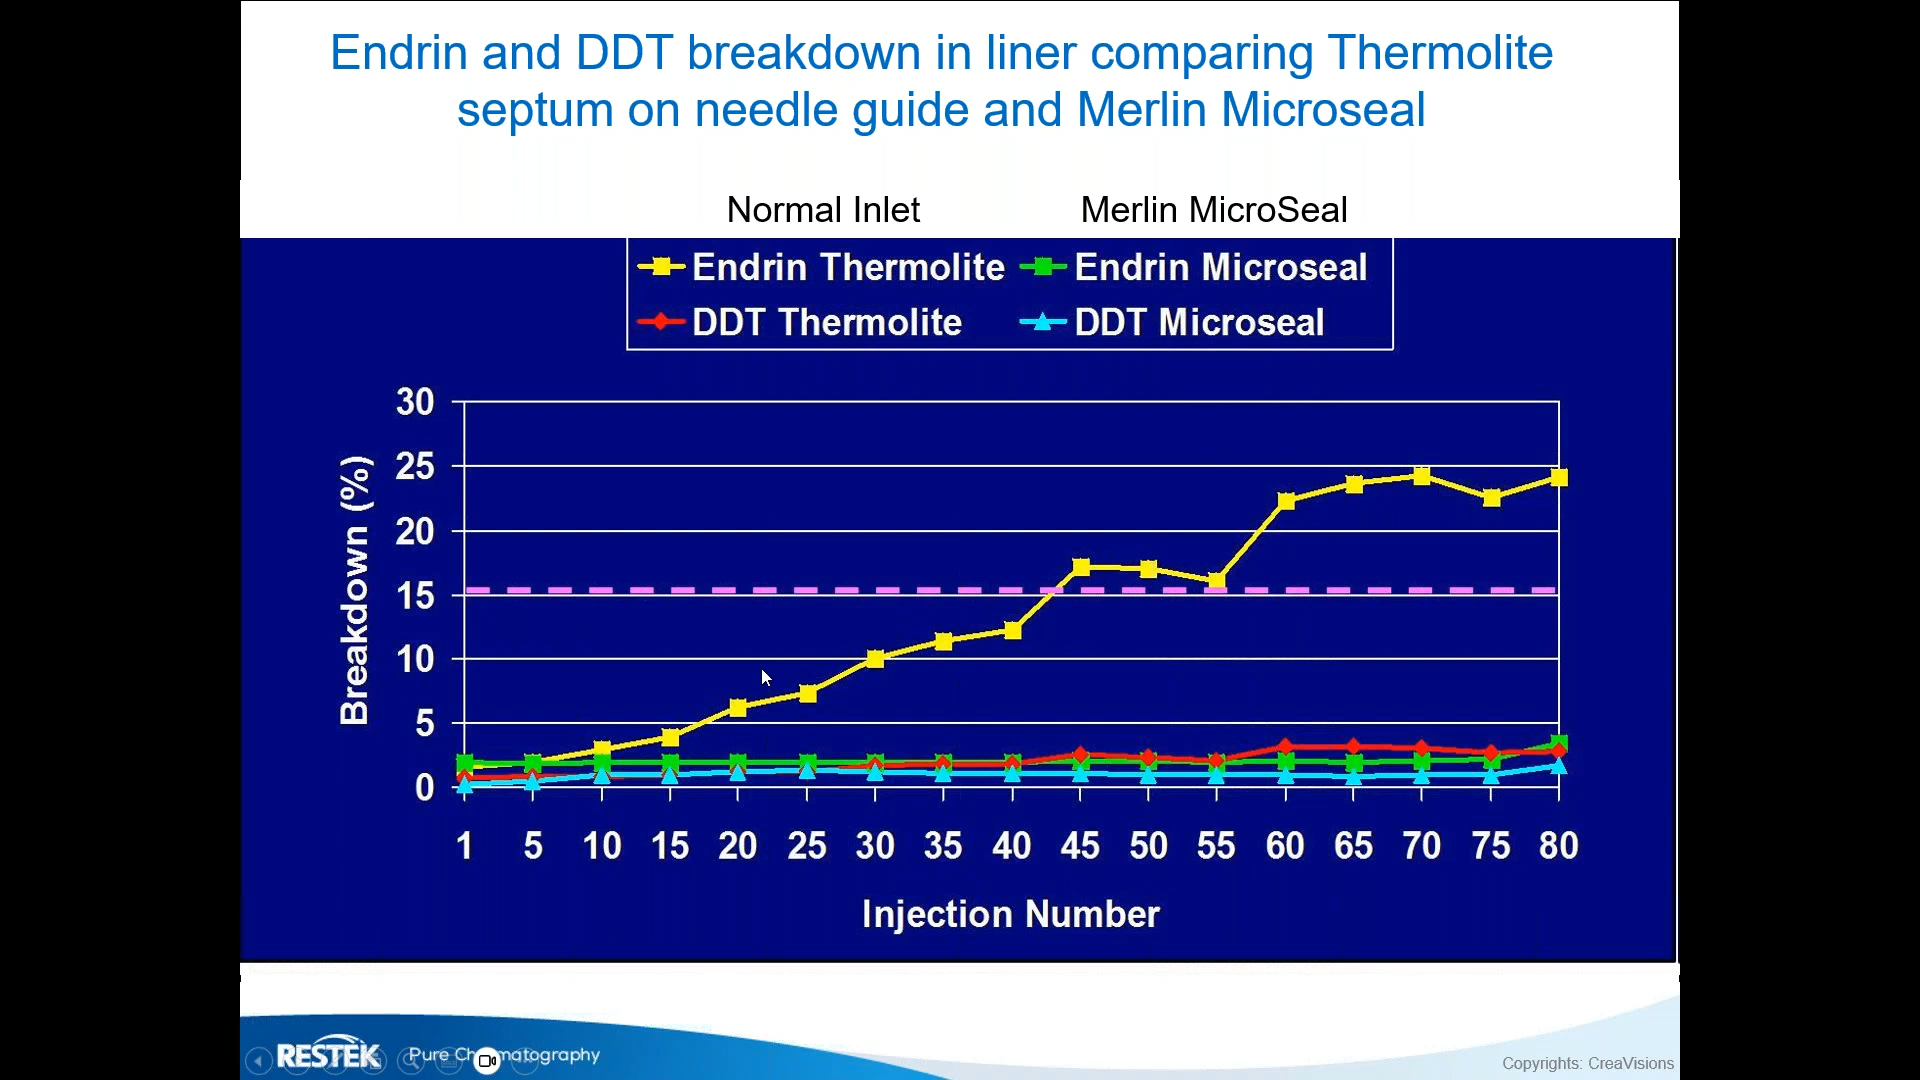 Endrin and DDT breakdown in liner comparing Thermolite
septum on needle guide and Merlin Microseal
Normal Inlet Merlin MicroSeal
Endrin Thermolite Endrin Microseal
DDT Thermolite DDT Microseal
30
25
20
15
10
5
0
Breakdown (%)
1 5 10 15 20 25 30 35 40 45 50 55 60 65 70 75 80
Injection Number
RESTEK Pure Chromatography
Copyrights: CreaVisions